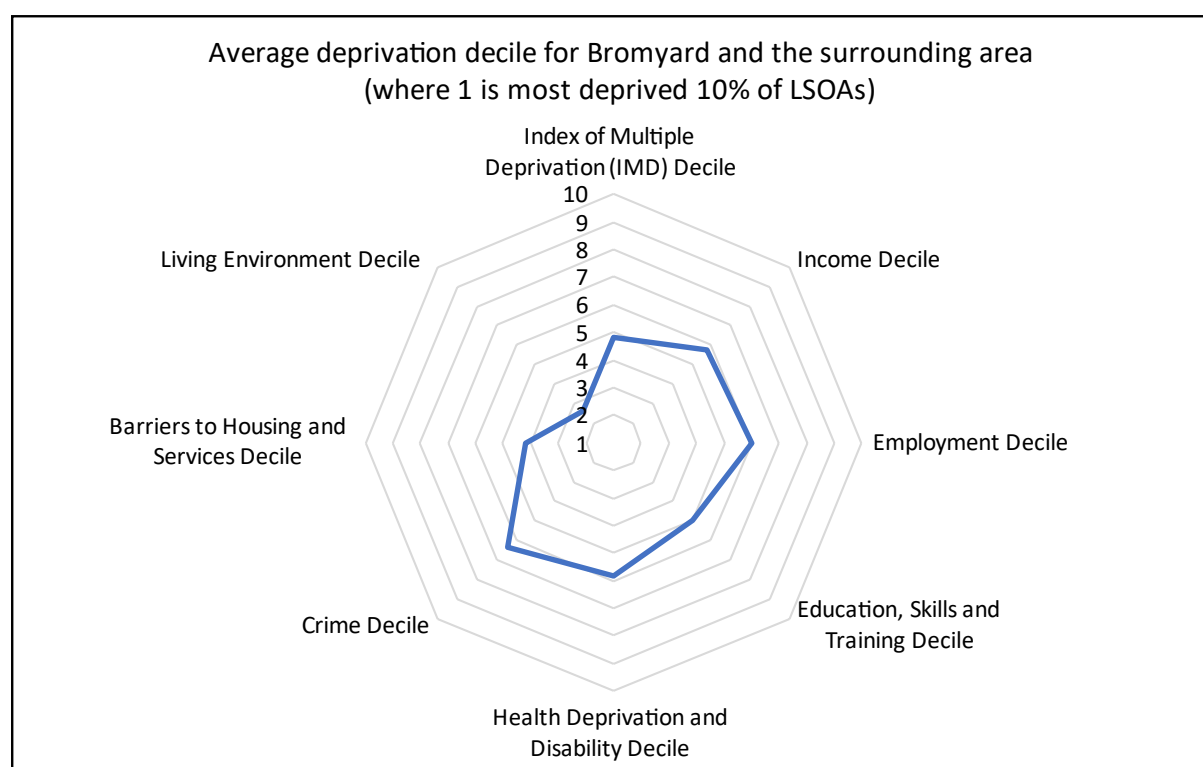 Average deprivation decile for Bromyard and the surrounding area
(where 1 is most deprived 10% of LSOAs)
Index of Multiple
Deprivation (IMD) Decile
10
9
8
7
6
5
4
3
2
1
Living Environment Decile
Income Decile
Barriers to Housing and
Services Decile
Employment Decile
Crime Decile
Education, Skills and
Training Decile
Health Deprivation and
Disability Decile